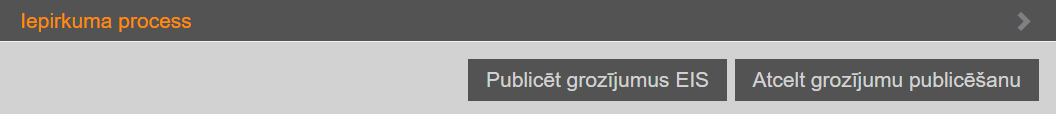 Iepirkuma process
Publicēt grozījumus EIS Atcelt grozījumu publicēšanu